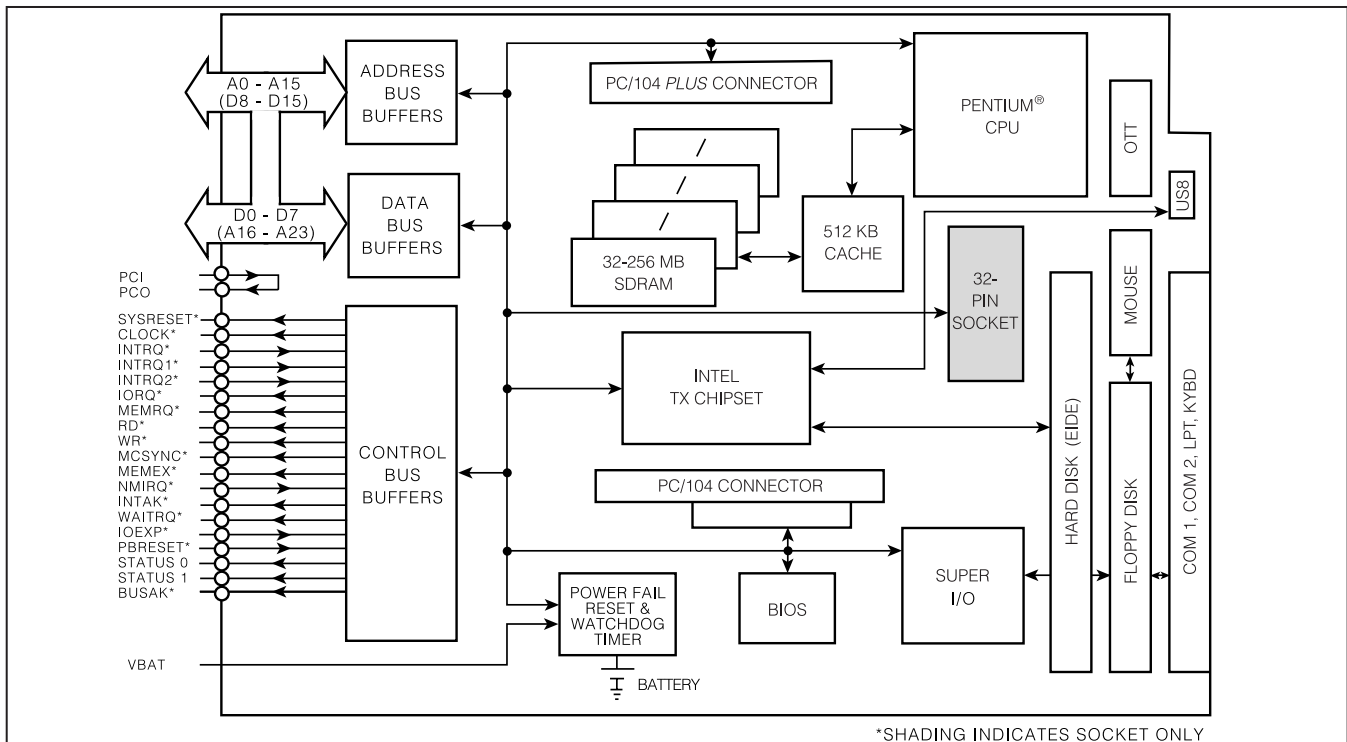 A0 - A15
(D8 - D15)
ADDRESS
BUS
BUFFERS
PC/104 PLUS CONNECTOR
PENTIUM®
CPU
OTT
US8
D0 - D7
(A16 - A23)
DATA
BUS
BUFFERS
/
/
/
32-256 MB
SDRAM
512 KB
CACHE
32-
PIN
SOCKET
MOUSE
PCI
PCO
SYSRESET*
CLOCK*
INTRQ*
INTRQ1*
INTRQ2*
IORQ*
MEMRQ*
RD*
WR*
MCSYNC*
MEMEX*
NMIRQ*
INTAK*
WAITRQ*
IOEXP*
PBRESET*
STATUS 0
STATUS 1
BUSAK*
CONTROL
BUS
BUFFERS
INTEL
TX CHIPSET
PC/104 CONNECTOR
HARD DISK (EIDE)
FLOPPY DISK
COM 1, COM 2, LPT, KYBD
POWER FAIL
RESET &
WATCHDOG
TIMER
BIOS
SUPER
I/O
VBAT
BATTERY
*SHADING INDICATES SOCKET ONLY